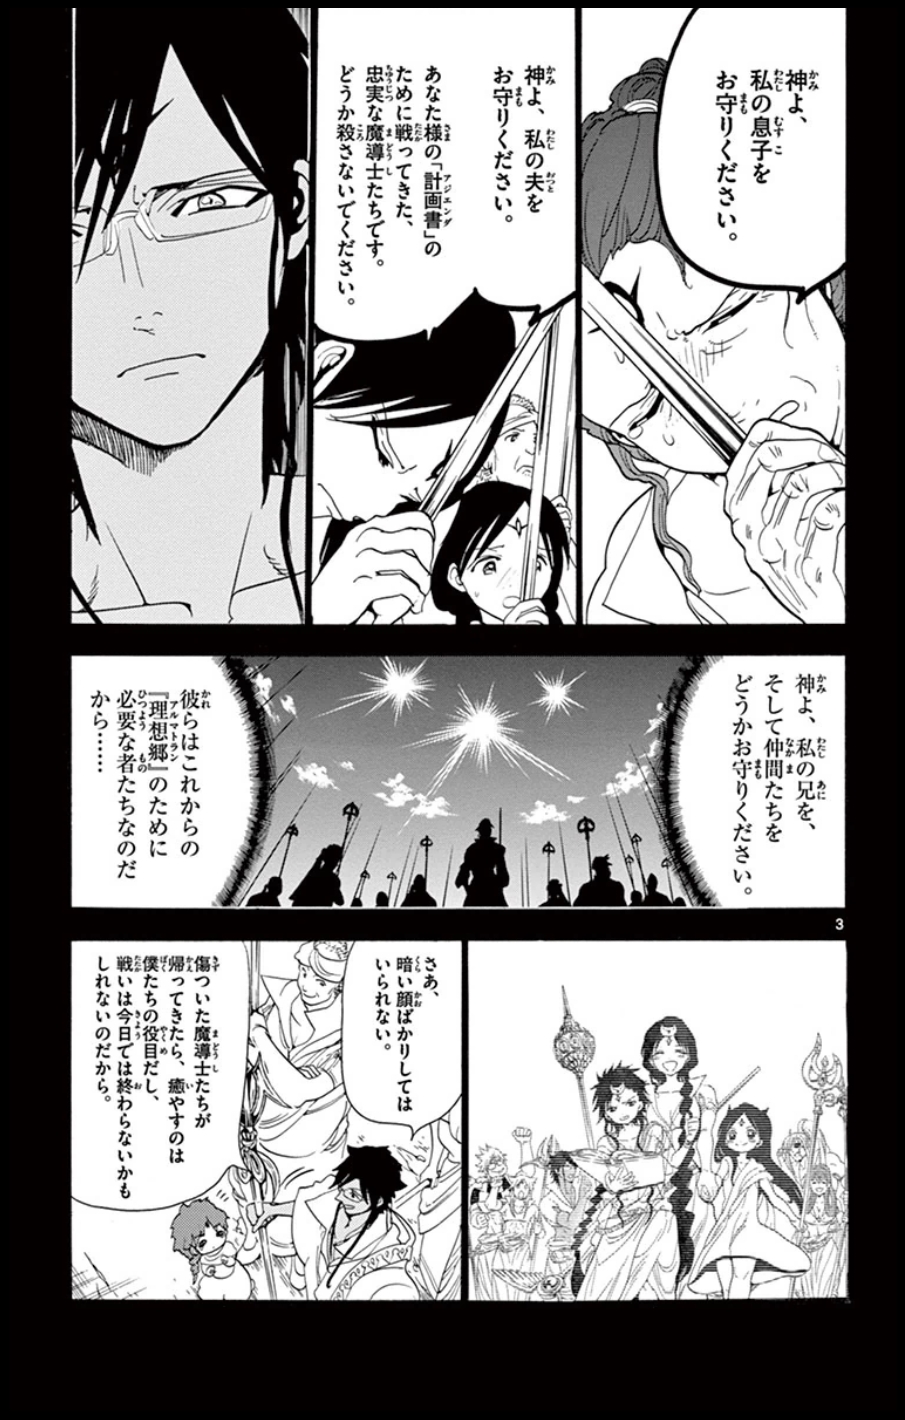 神よ、
私の息子を
お守りください。
神よ、私の夫を
お守りください。
あなた様の「計画書」の
ために戦ってきた、
忠実な魔導士たちです。
どうか殺さないでください。
神よ、私の兄を、
そして仲間たちを
どうかお守りください。
彼らはこれからの
『理想郷』のために
必要な者たちなのだ
から……
3
さあ、
暗い顔ばかりしては
いられない。
傷ついた魔導士たちが
帰ってきたら、癒やすのは
僕たちの役目だし、
戦いは今日では終わらないかも
しれないのだから。